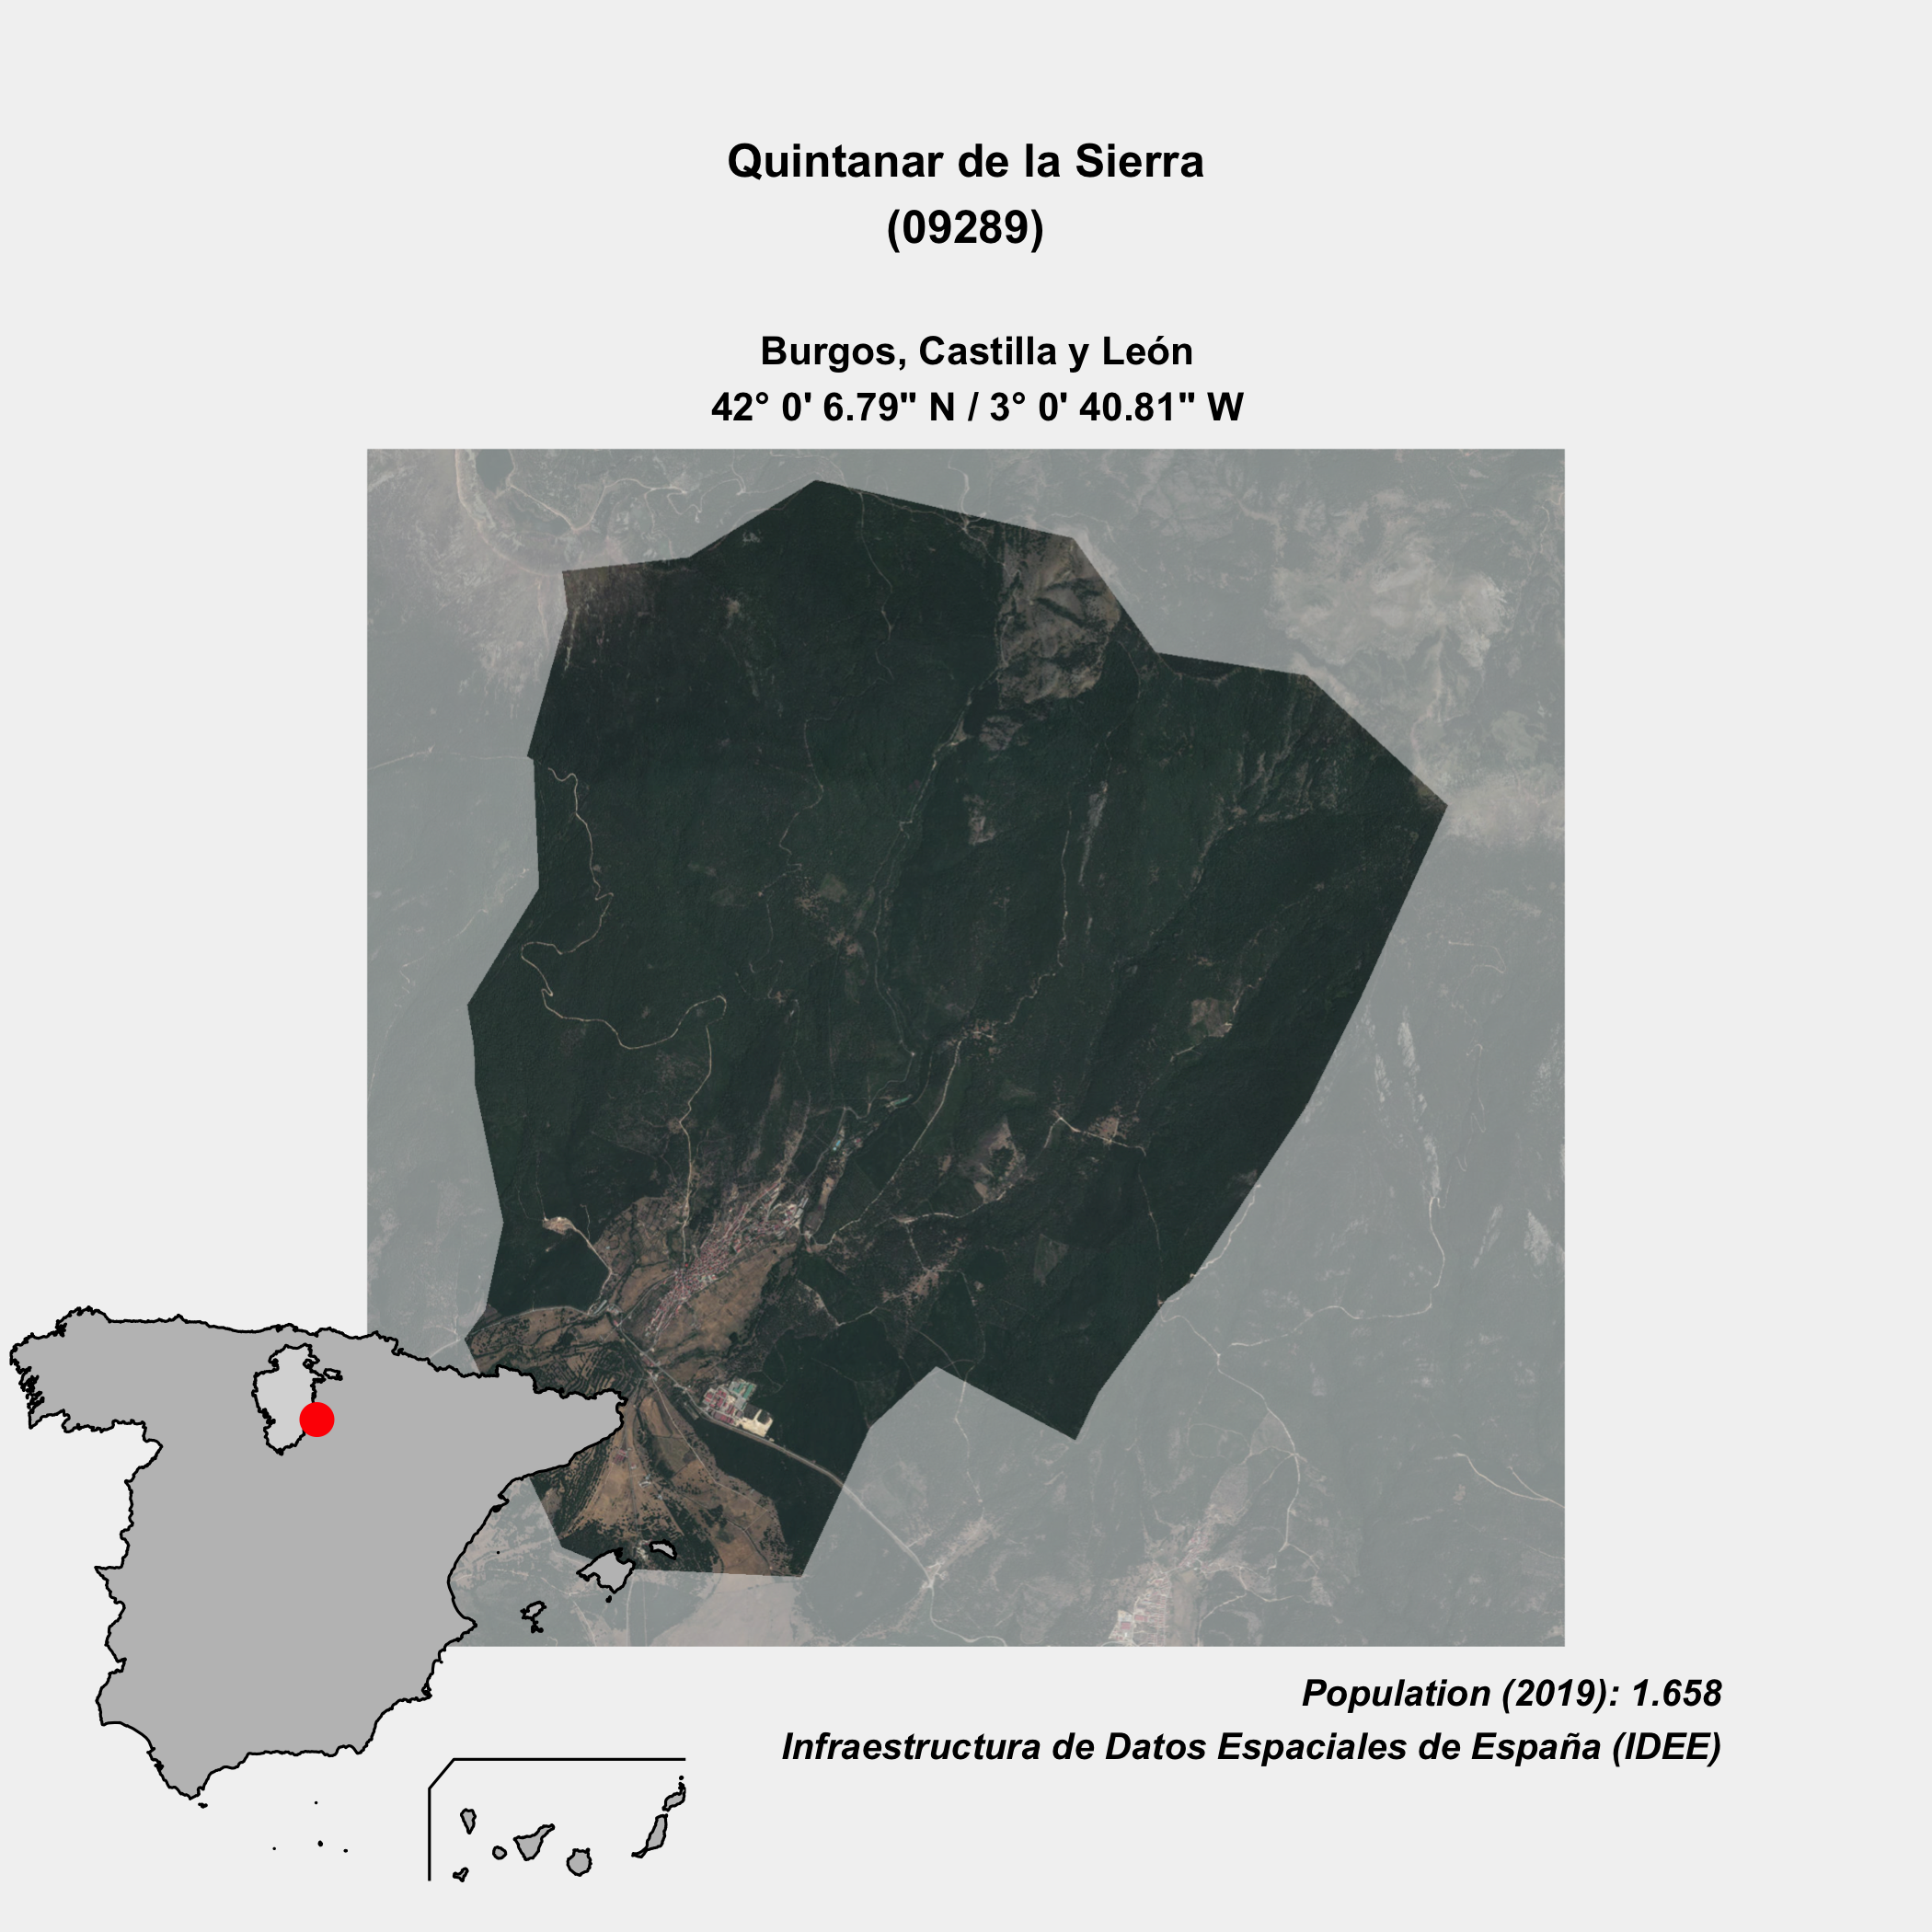 Quintanar de la Sierra
(09289)
Burgos, Castilla y León
42° 0' 6.79" N / 3° 0' 40.81" W
Population (2019): 1.658
Infraestructura de Datos Espaciales de España (IDEE)